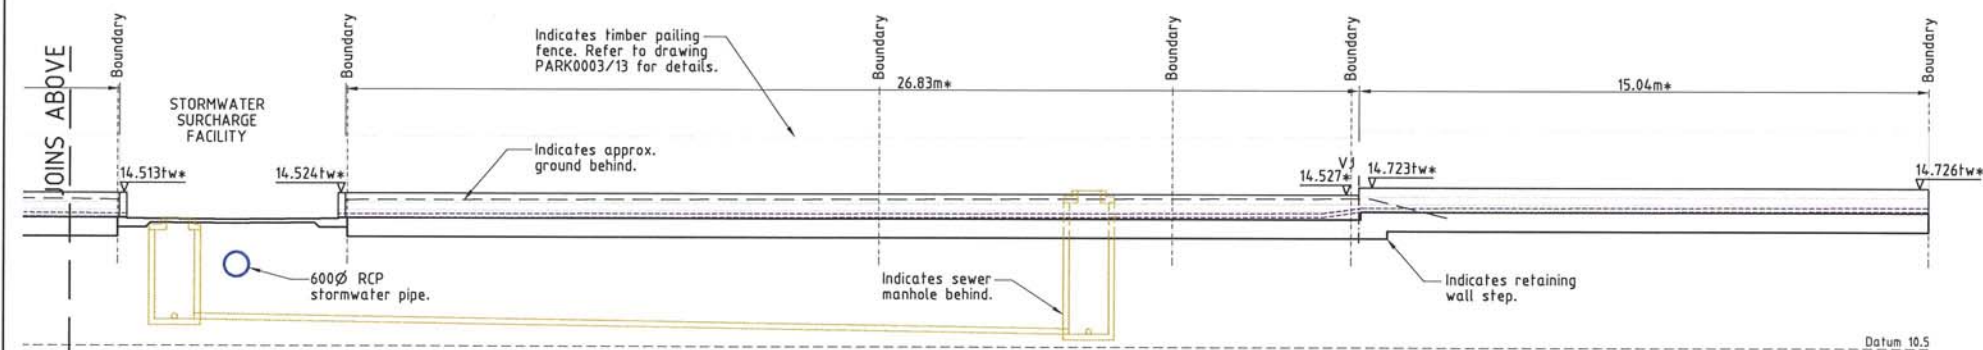 JOINS ABOVE
Boundary
Boundary
Boundary
Boundary
Boundary
Boundary
Indicates timber pailing
fence. Refer to drawing
PARK0003/13 for details.
26.83m*
15.04m*
STORMWATER
SURCHARGE
FACILITY
Indicates approx.
ground behind.
14.513tw*
14.524tw*
14.527*
VJ
14.723tw*
14.726tw*
600Ø RCP
stormwater pipe.
Indicates sewer
manhole behind.
Indicates retaining
wall step.
Datum 10.5